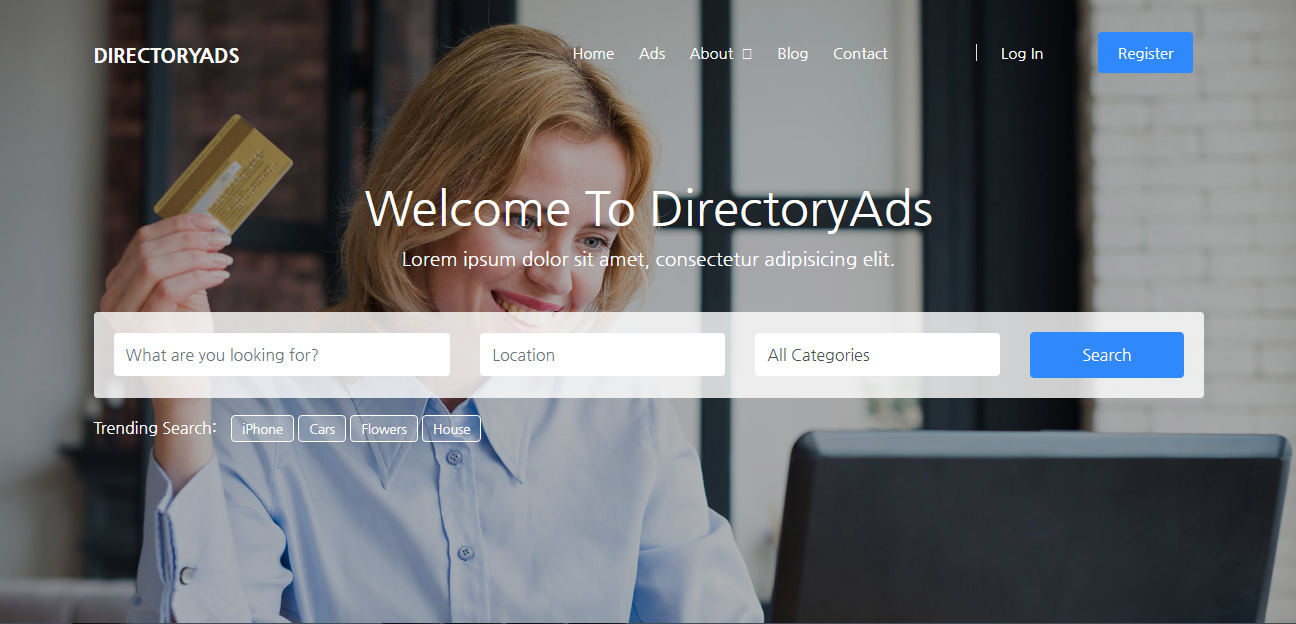 DIRECTORYADS
Home Ads About Blog Contact | Log In Register
Welcome To DirectoryAds
Lorem ipsum dolor sit amet, consectetur adipisicing elit.
What are you looking for? Location All Categories Search
Trending Search: iPhone Cars Flowers House